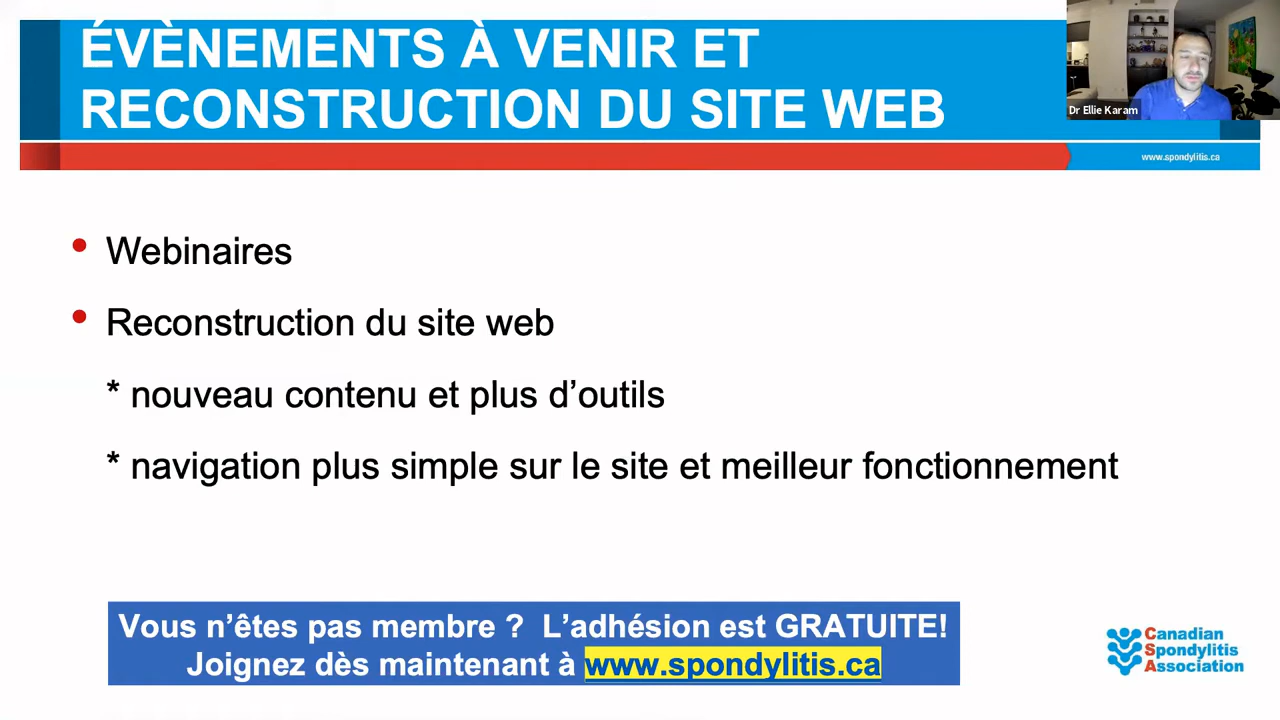 ÉVÈNEMENTS À VENIR ET
RECONSTRUCTION DU SITE WEB
Dr Ellie Karam
www.spondylitis.ca
• Webinaires
• Reconstruction du site web
* nouveau contenu et plus d’outils
* navigation plus simple sur le site et meilleur fonctionnement
Vous n’êtes pas membre ? L’adhésion est GRATUITE!
Joignez dès maintenant à www.spondylitis.ca
Canadian
Spondylitis
Association